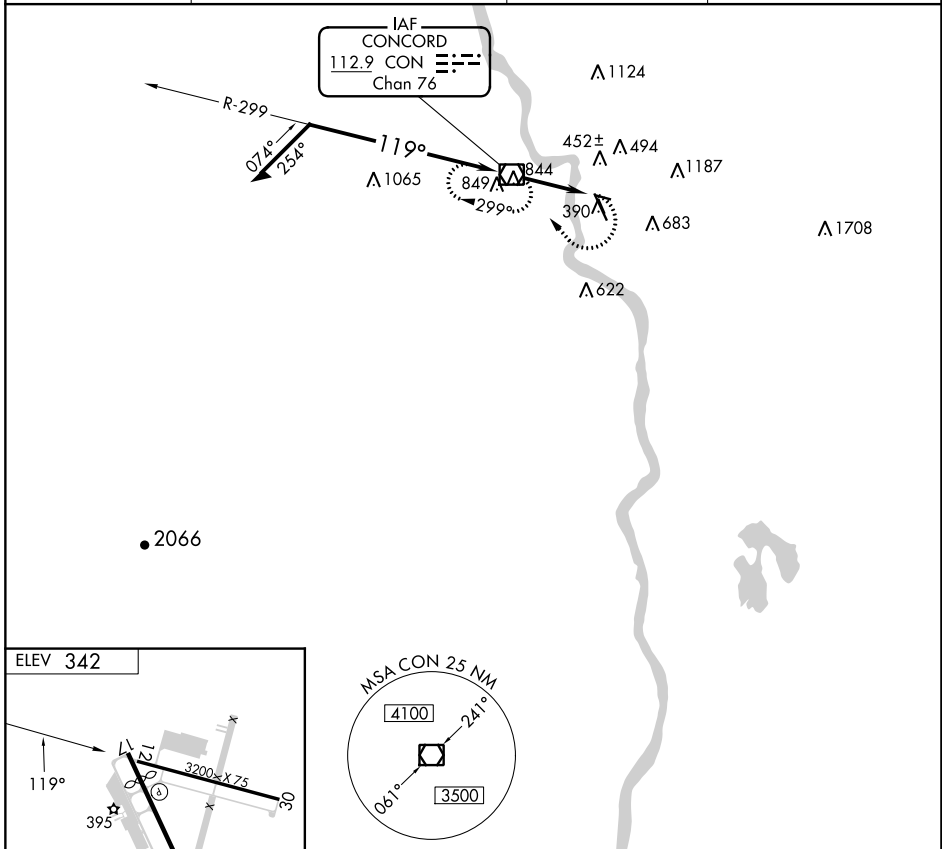 IAF
CONCORD
112.9 CON
Chan 76
1124
R-299
119°
074°
254°
452±
494
844
1187
1065
849
299°
390
683
1708
622
2066
ELEV 342
119°
17
12
3200 X 75
30
x
x
395
MSA CON 25 NM
4100
241°
061°
3500